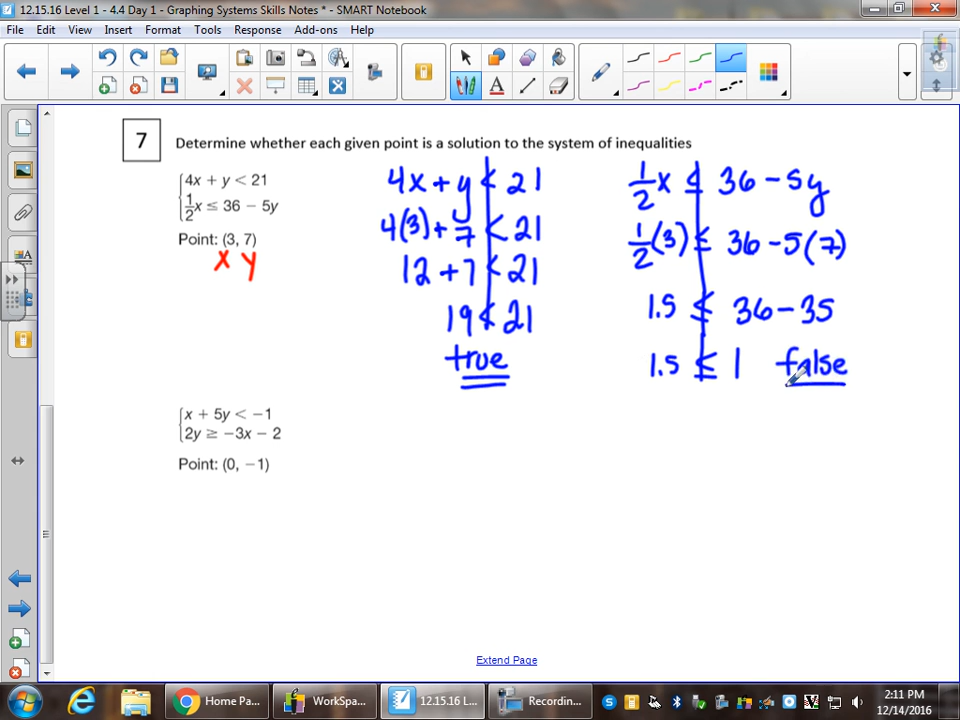 12.15.16 Level 1 - 4.4 Day 1 - Graphing Systems Skills Notes * - SMART Notebook
File Edit View Insert Format Tools Response Add-ons Help
7 Determine whether each given point is a solution to the system of inequalities
4x + y < 21
1/2x ≤ 36 − 5y
Point: (3, 7)
x y
4x + y < 21
4(3) + 7 < 21
12 + 7 < 21
19 < 21
true
1/2x ≤ 36 - 5y
1/2(3) ≤ 36 - 5(7)
1.5 ≤ 36 - 35
1.5 ≤ 1 false
x + 5y < −1
2y ≥ −3x − 2
Point: (0, −1)
Extend Page
Home Pa...
WorkSpa...
12.15.16 L...
Recordin...
2:11 PM
12/14/2016